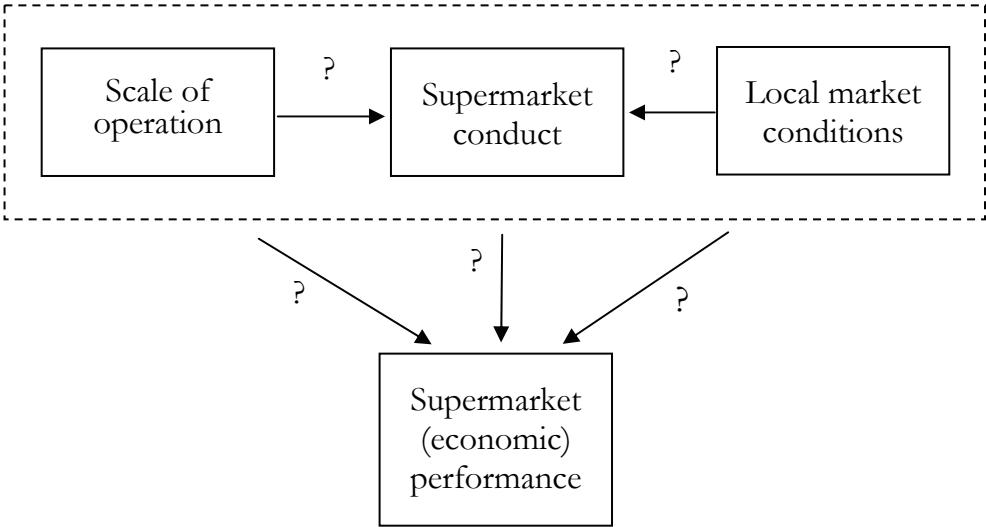 Scale of
operation
?
Supermarket
conduct
?
Local market
conditions
?
?
?
Supermarket
(economic)
performance